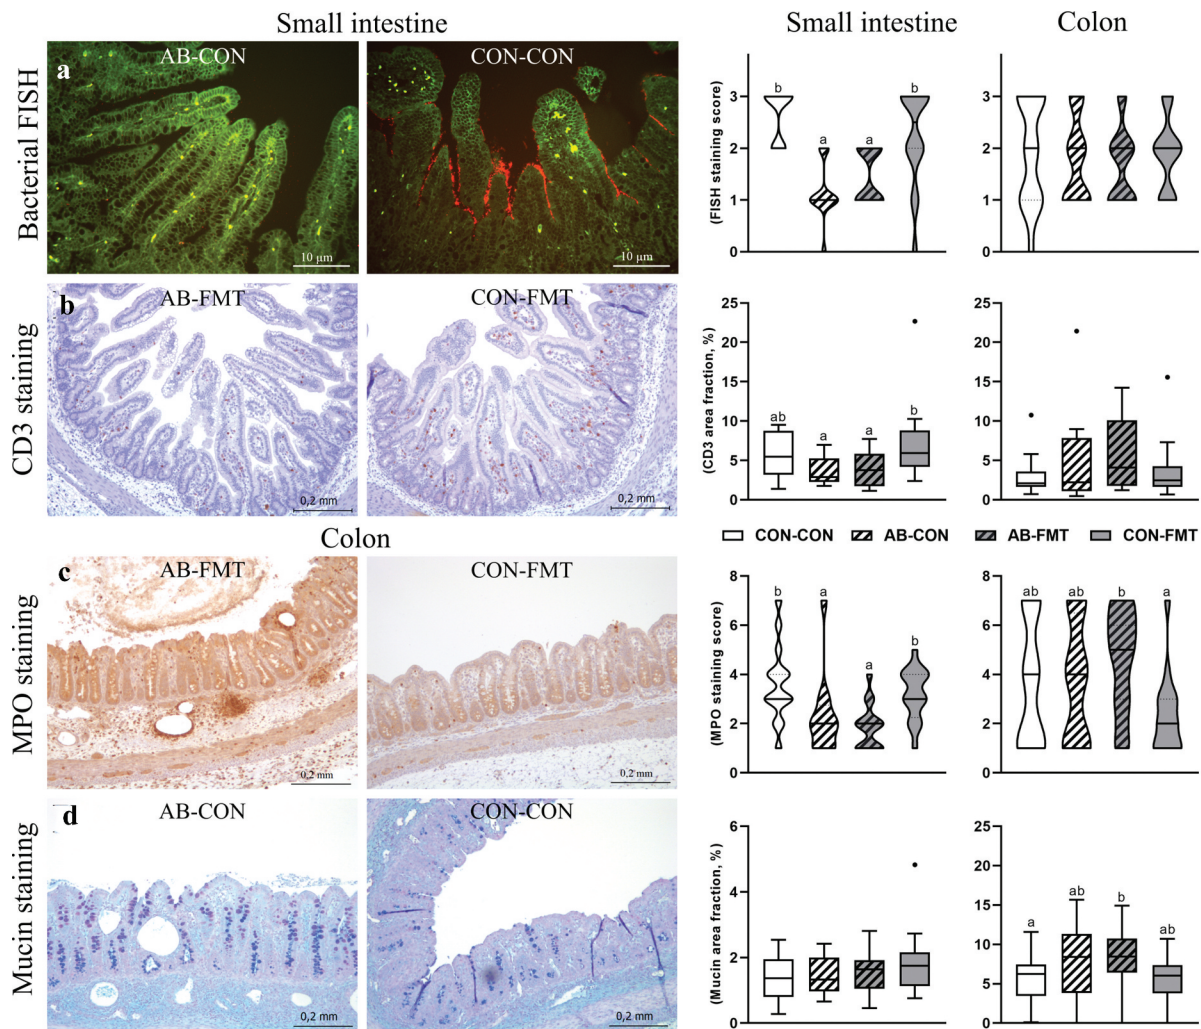 Small intestine
Small intestine
Colon
Bacterial FISH
a
AB-CON
10 µm
CON-CON
10 µm
(FISH staining score)
3
2
1
0
b
a
a
b
3
2
1
0
CD3 staining
b
AB-FMT
0,2 mm
CON-FMT
0,2 mm
(CD3 area fraction, %)
25
20
15
10
5
0
ab
a
a
b
25
20
15
10
5
0
CON-CON
AB-CON
AB-FMT
CON-FMT
Colon
MPO staining
c
AB-FMT
0,2 mm
CON-FMT
0,2 mm
(MPO staining score)
8
6
4
2
0
b
a
a
b
8
6
4
2
0
ab
ab
b
a
Mucin staining
d
AB-CON
0,2 mm
CON-CON
0,2 mm
(Mucin area fraction, %)
6
4
2
0
25
20
15
10
5
0
a
ab
b
ab